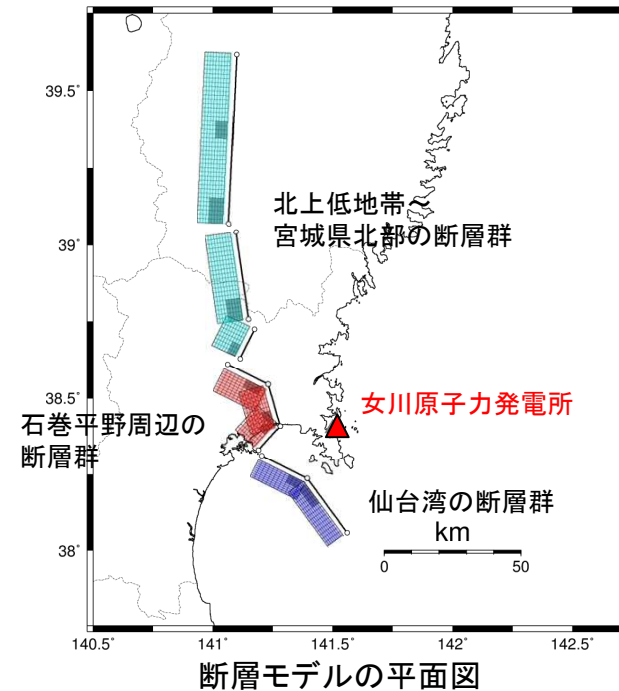 39.5°
北上低地帯～
宮城県北部の断層群
39°
38.5°
女川原子力発電所
石巻平野周辺の
断層群
仙台湾の断層群
km
38°
0 50
140.5° 141° 141.5° 142° 142.5°
断層モデルの平面図